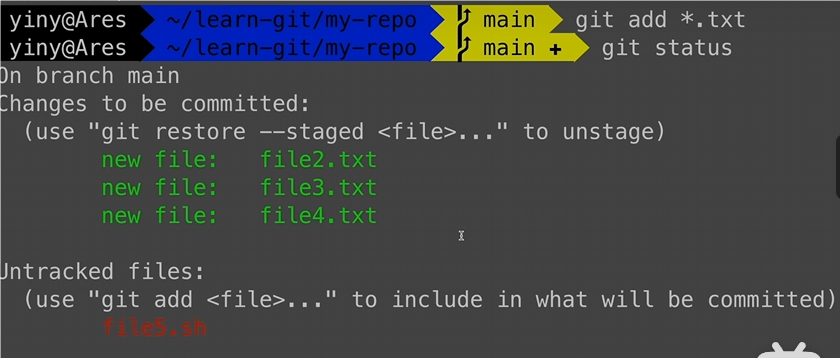 yiny@Ares ~/learn-git/my-repo main git add *.txt
yiny@Ares ~/learn-git/my-repo main + git status
On branch main
Changes to be committed:
(use "git restore --staged <file>..." to unstage)
new file: file2.txt
new file: file3.txt
new file: file4.txt
Untracked files:
(use "git add <file>..." to include in what will be committed)
file5.sh